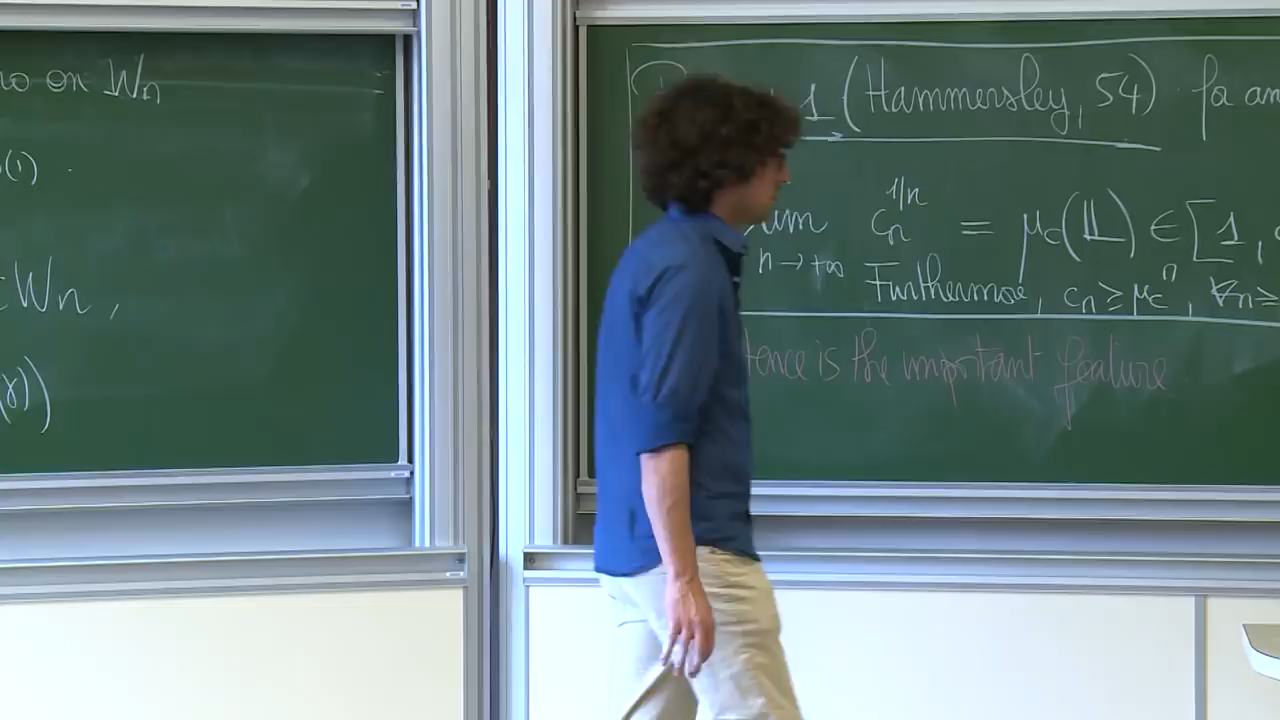 on Wn
(1) .
Wn ,
(γ))
1 (Hammersley, 54) for an
lim cn^{1/n} = μc(𝕃) ∈ [1,
n → +∞ Furthermore, cn ≥ μc^n, ∀n ≥
tence is the important feature